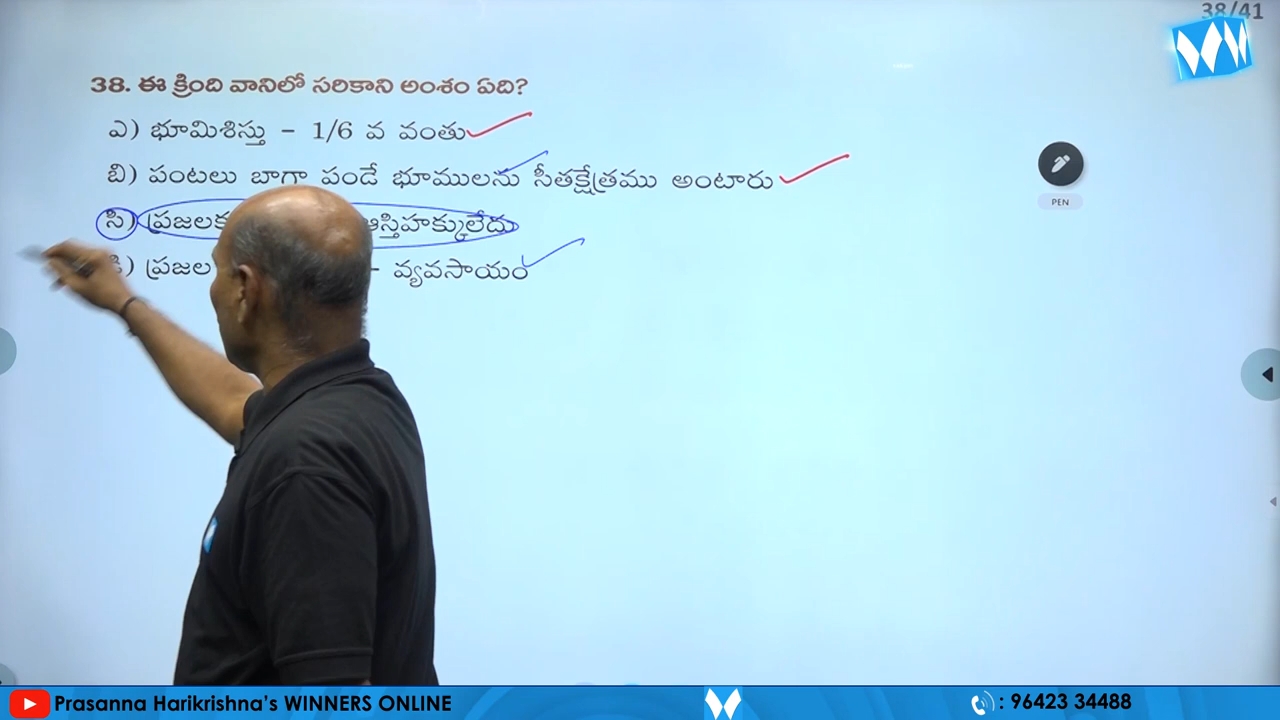 38/41
38. ఈ క్రింది వానిలో సరికాని అంశం ఏది?
ఎ) భూమిశిస్తు - 1/6 వ వంతు
బి) పంటలు బాగా పండే భూములను సీతక్షేత్రము అంటారు
సి) ఆస్తిహక్కులేదు
డి) ప్రజల - వ్యవసాయం
PEN
Prasanna Harikrishna's WINNERS ONLINE
: 96423 34488